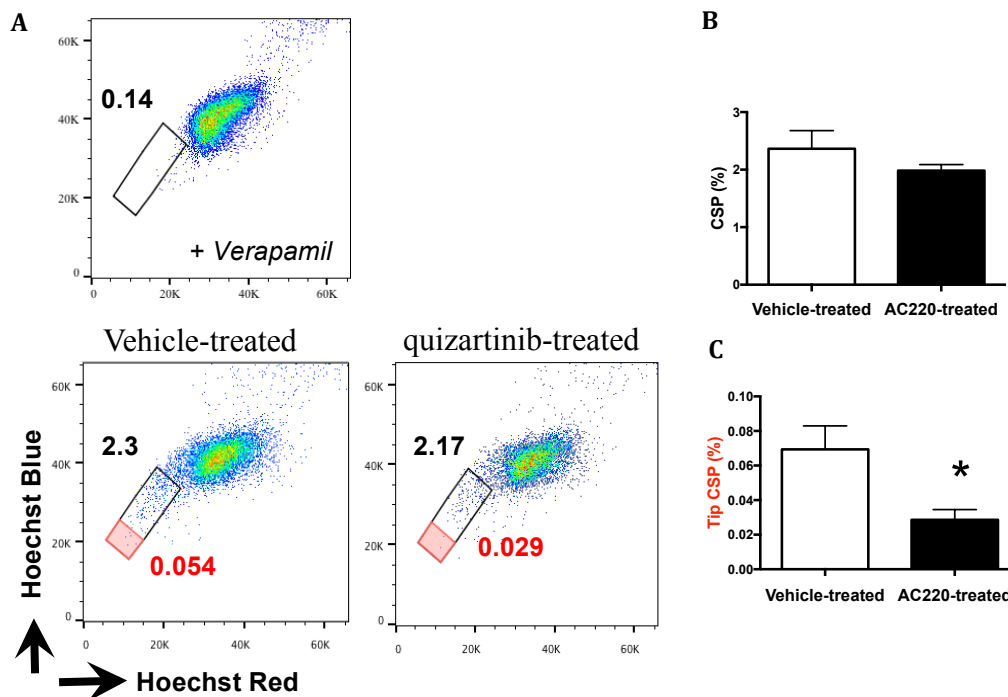 A
60K
40K
20K
0
0.14
+ Verapamil
0 20K 40K 60K
Vehicle-treated
60K
40K
20K
0
2.3
0.054
0 20K 40K 60K
quizartinib-treated
60K
40K
20K
0
2.17
0.029
0 20K 40K 60K
Hoechst Blue
Hoechst Red
B
CSP (%)
3
2
1
0
Vehicle-treated AC220-treated
C
Tip CSP (%)
0.10
0.08
0.06
0.04
0.02
0.00
*
Vehicle-treated AC220-treated